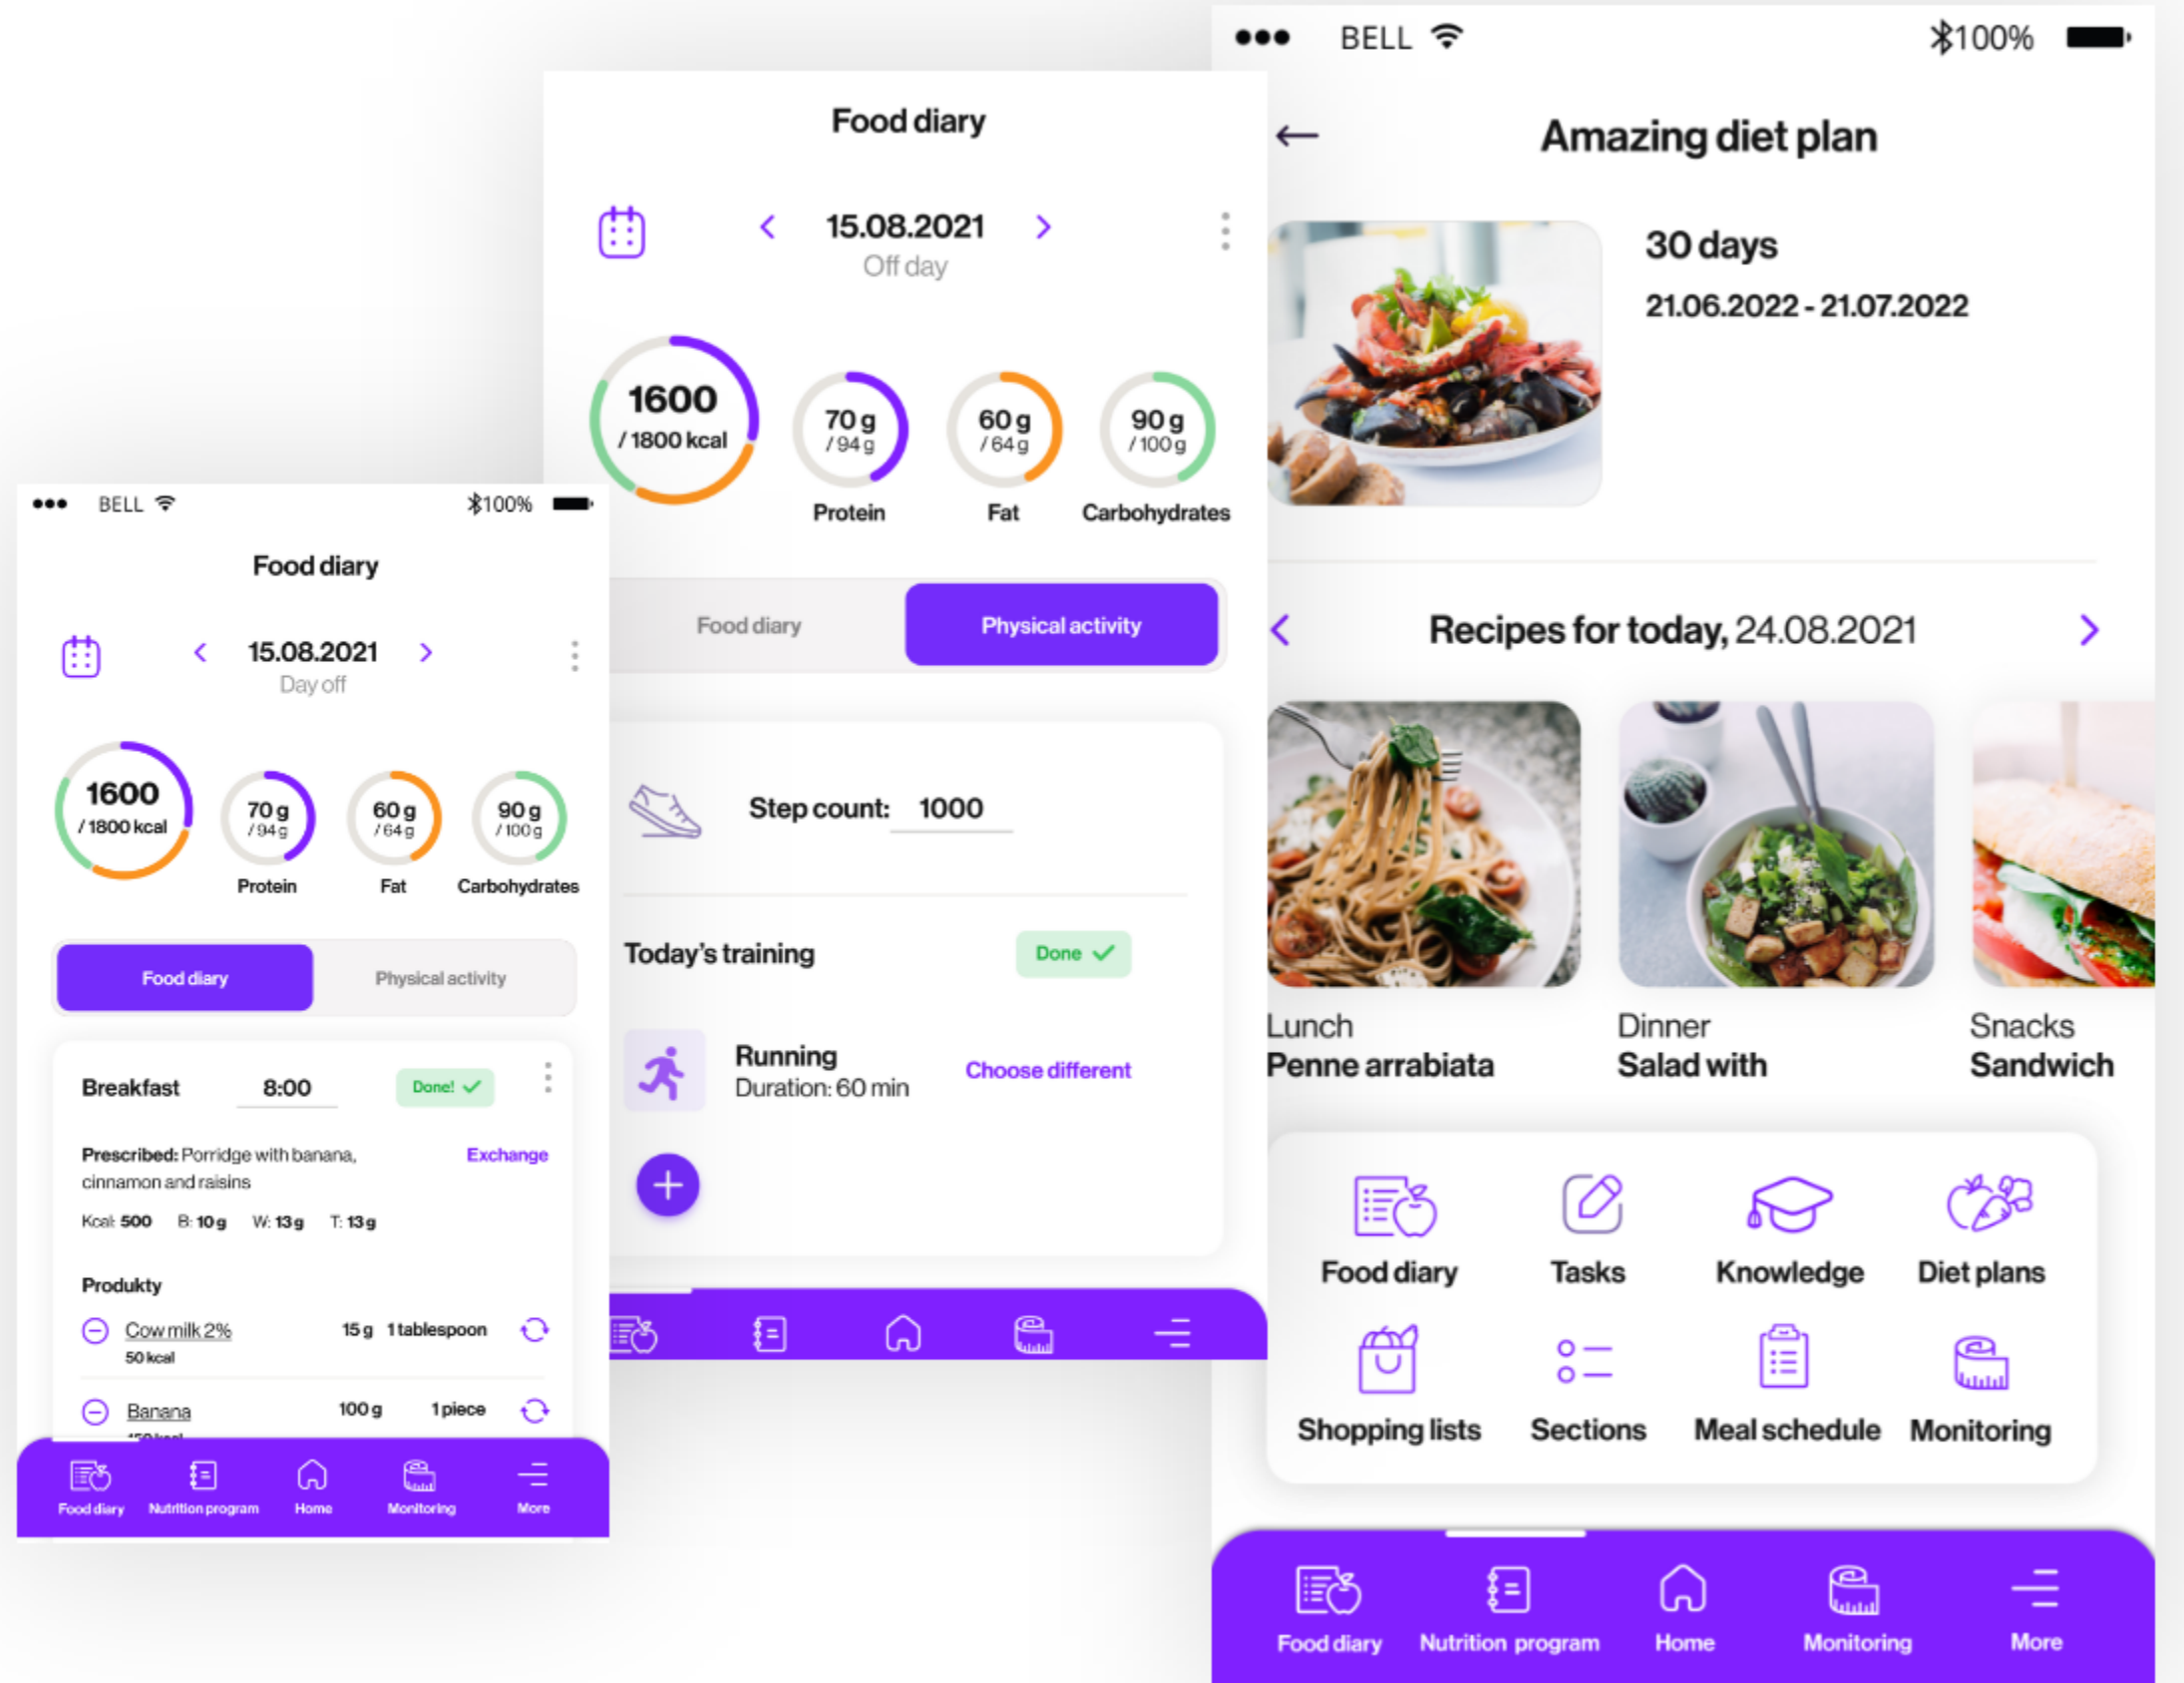 BELL
100%
Food diary
15.08.2021
Day off
1600
/ 1800 kcal
70 g
/ 94 g
60 g
/ 64 g
90 g
/ 100 g
Protein Fat Carbohydrates
Food diary Physical activity
Breakfast 8:00 Done!
Prescribed: Porridge with banana, Exchange
cinnamon and raisins
Kcal: 500 B: 10 g W: 13 g T: 13 g
Produkty
Cow milk 2% 15 g 1 tablespoon
50 kcal
Banana 100 g 1 piece
Food diary Nutrition program Home Monitoring More
Food diary
15.08.2021
Off day
1600
/ 1800 kcal
70 g
/ 94 g
60 g
/ 64 g
90 g
/ 100 g
Protein Fat Carbohydrates
Food diary Physical activity
Step count: 1000
Today's training Done
Running
Duration: 60 min
Choose different
BELL
100%
Amazing diet plan
30 days
21.06.2022 - 21.07.2022
Recipes for today, 24.08.2021
Lunch
Penne arrabiata
Dinner
Salad with
Snacks
Sandwich
Food diary Tasks Knowledge Diet plans
Shopping lists Sections Meal schedule Monitoring
Food diary Nutrition program Home Monitoring More